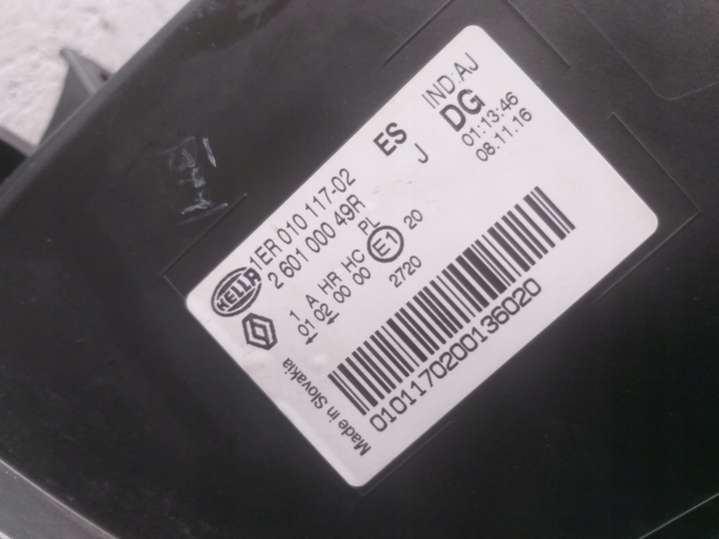 HELLA
1ER 010 117-02
2 601 000 49R
ES
J
IND:AJ
DG
01:13:46
08.11.16
1 A HR HC PL
01 02 00 00
E1
20
2720
Made in Slovakia
0101170200136020